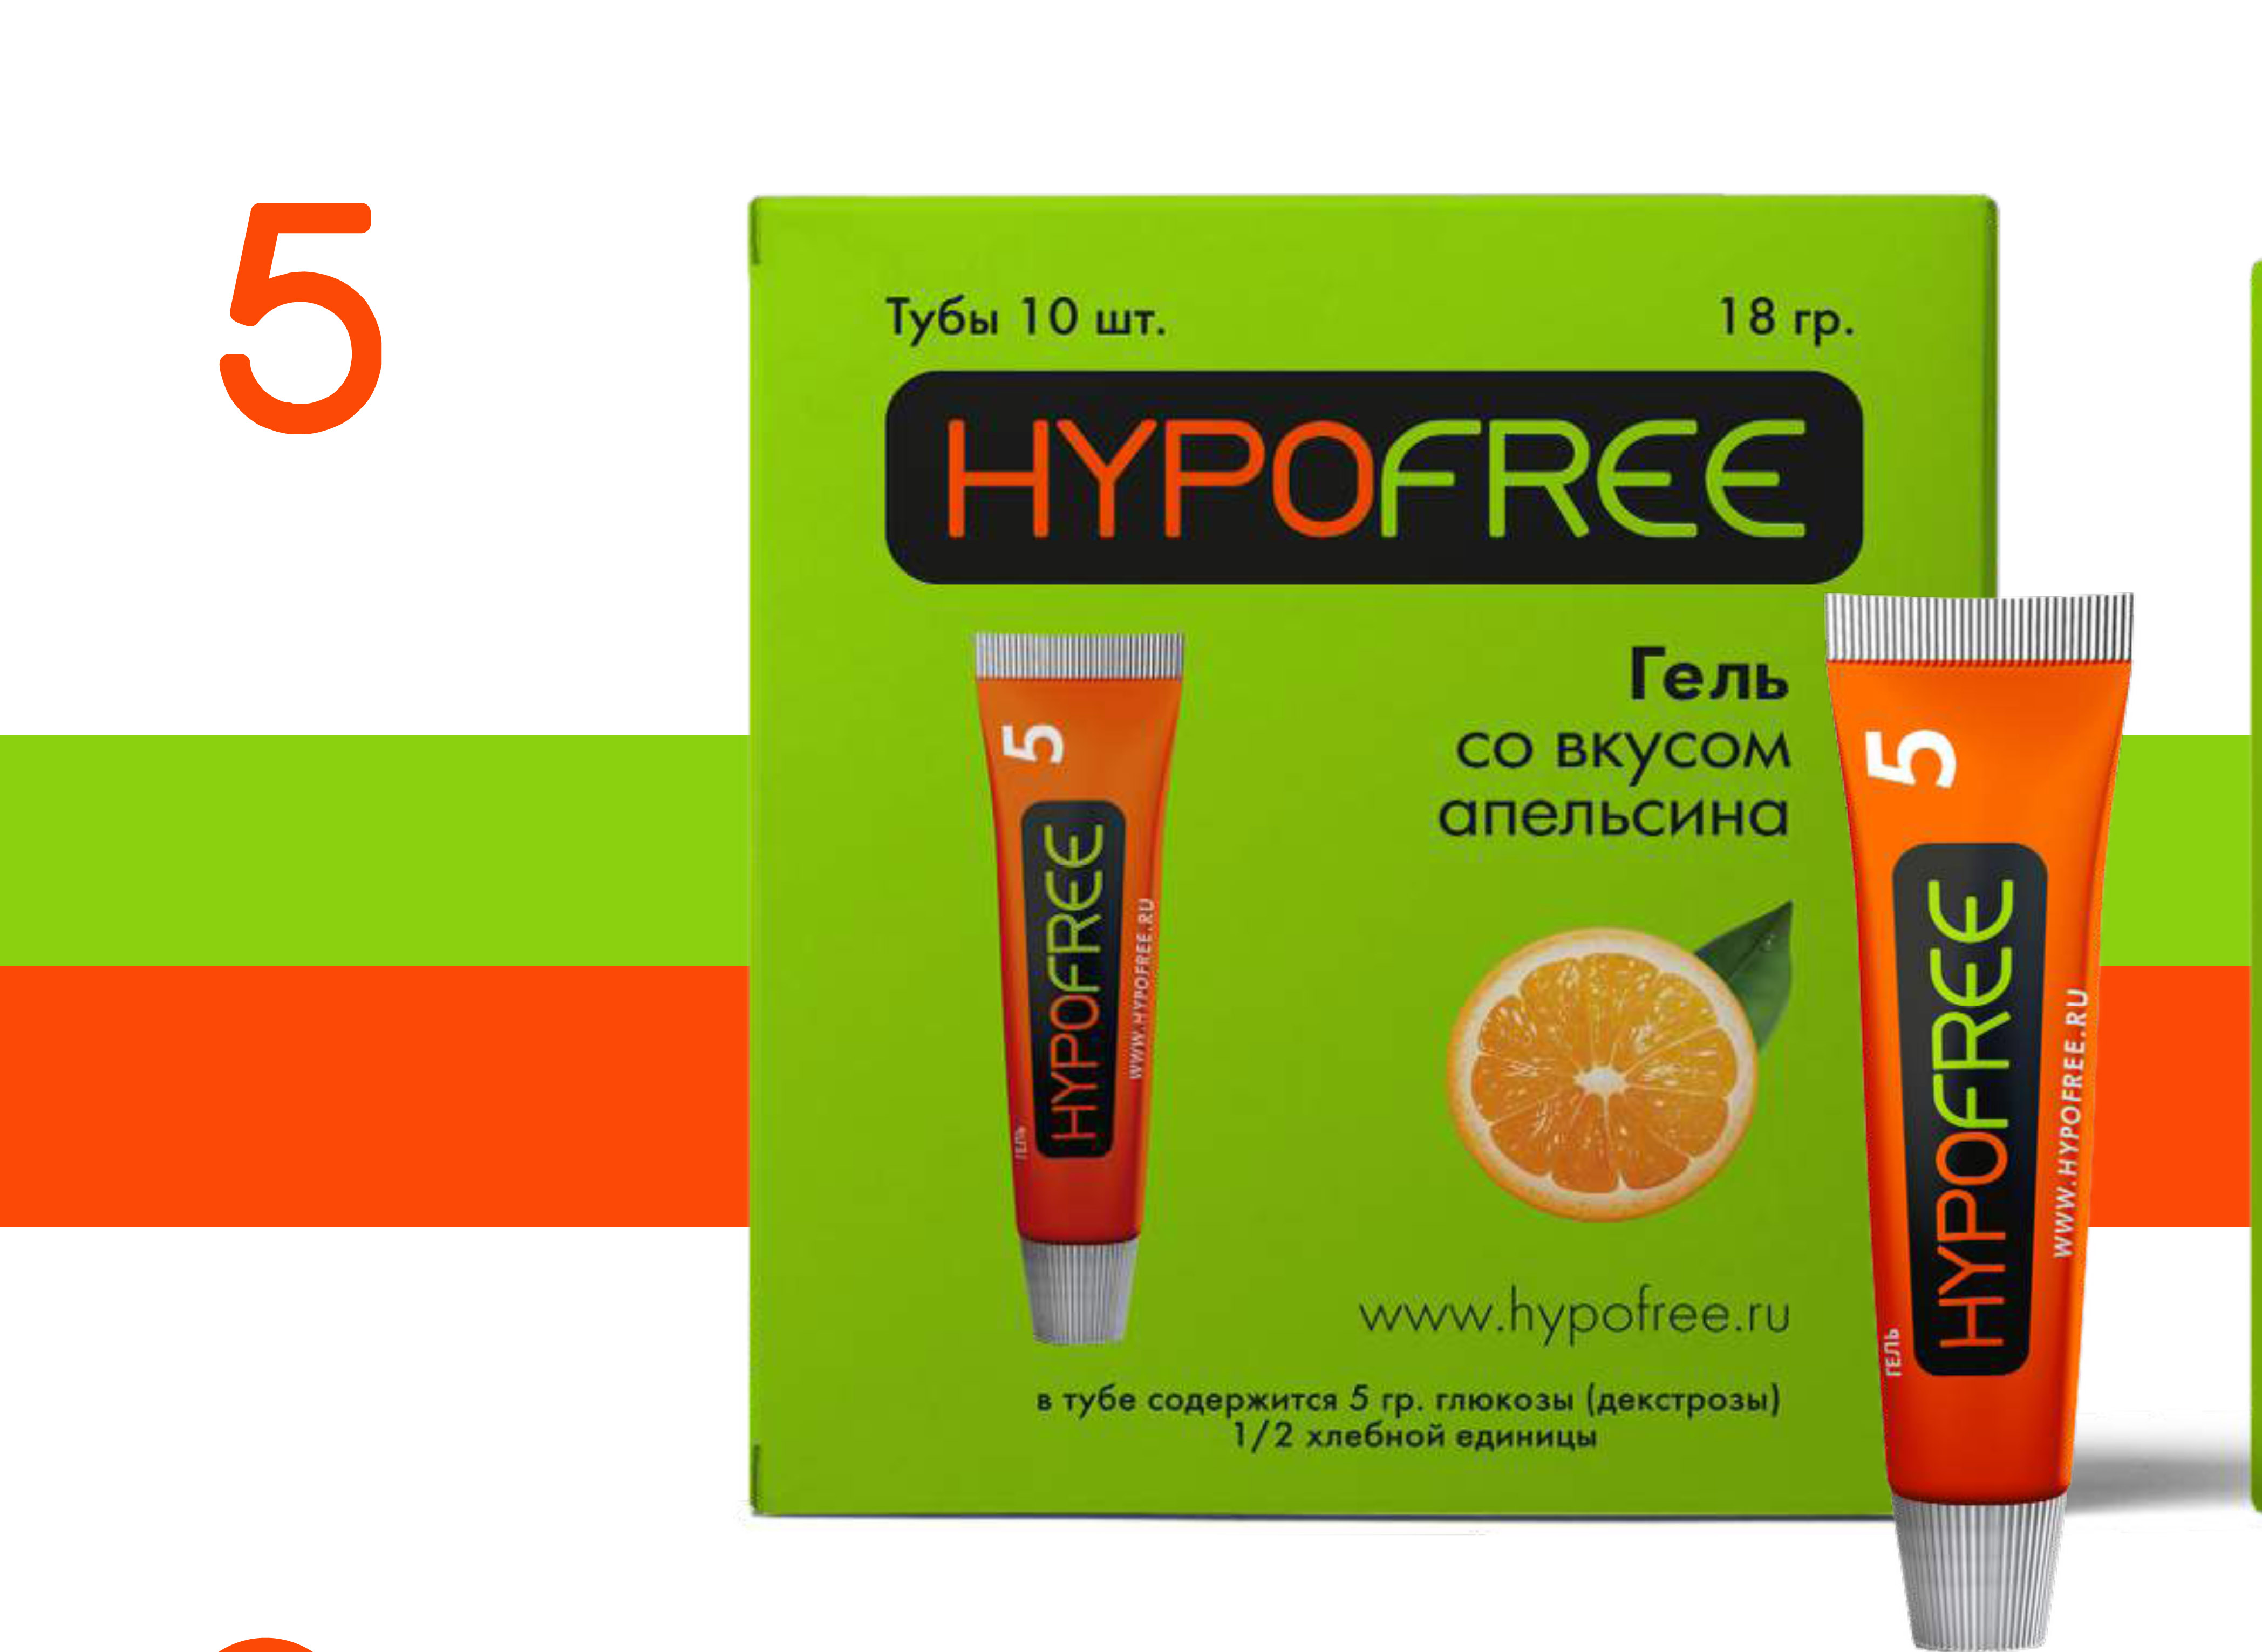 5
Тубы 10 шт.
18 гр.
HYPOFREE
Гель
со вкусом
апельсина
5
HYPOFREE
WWW.HYPOFREE.RU
ГЕЛЬ
www.hypofree.ru
в тубе содержится 5 гр. глюкозы (декстрозы)
1/2 хлебной единицы
5
HYPOFREE
WWW.HYPOFREE.RU
ГЕЛЬ